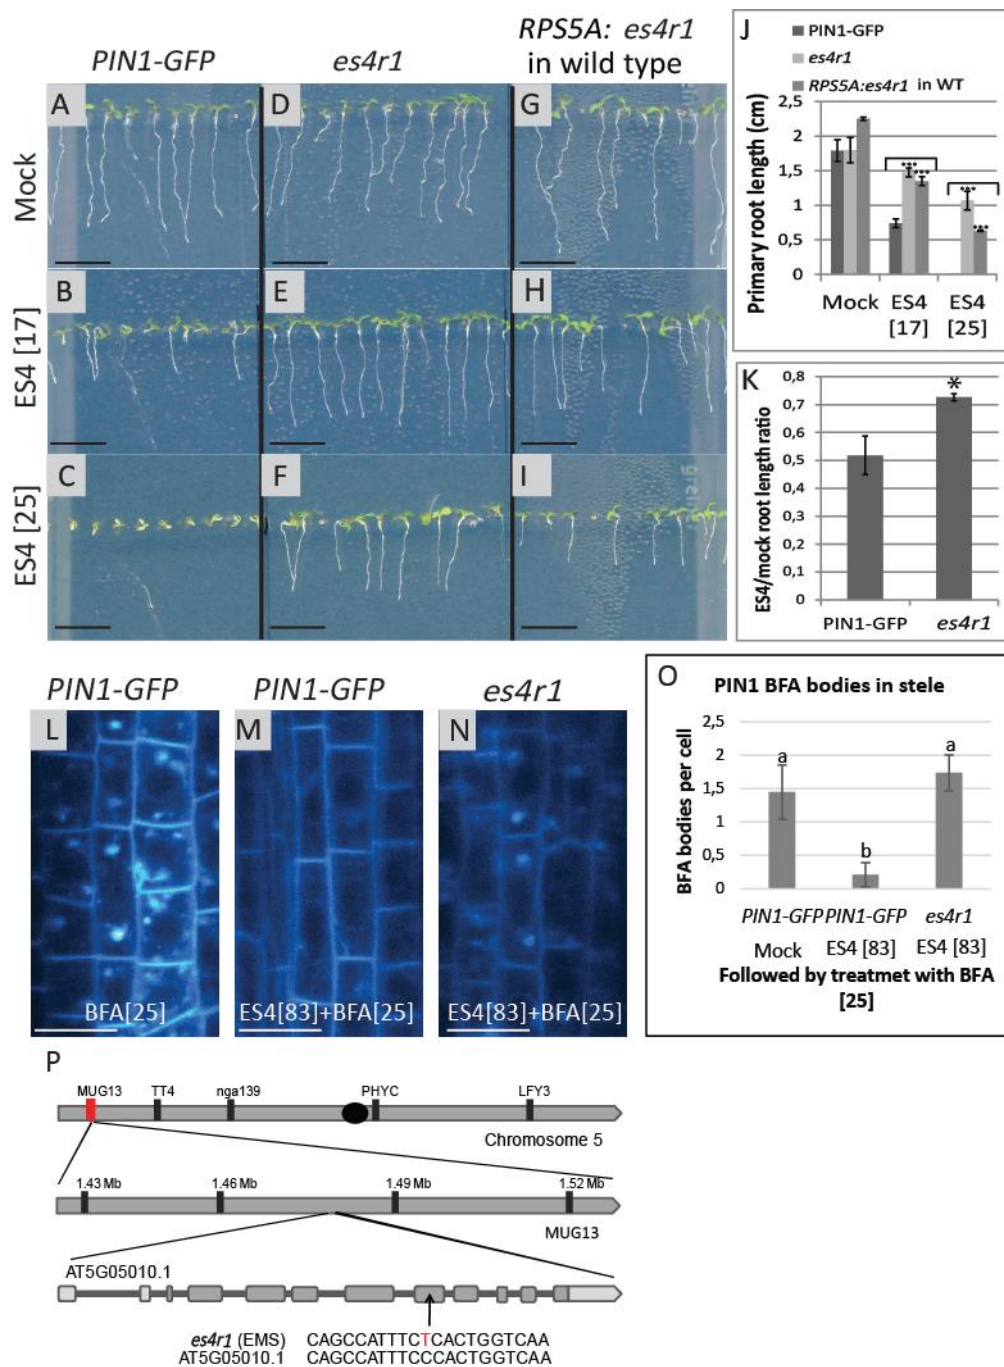 PIN1-GFP
es4r1
RPS5A: es4r1
in wild type
Mock
ES4 [17]
ES4 [25]
A
D
G
B
E
H
C
F
I
J
PIN1-GFP
es4r1
RPS5A:es4r1 in WT
Primary root length (cm)
2,5
2
1,5
1
0,5
0
***
***
***
***
Mock
ES4
[17]
ES4
[25]
K
ES4/mock root length ratio
0,8
0,7
0,6
0,5
0,4
0,3
0,2
0,1
0
*
PIN1-GFP
es4r1
PIN1-GFP
PIN1-GFP
es4r1
L
M
N
BFA[25]
ES4[83]+BFA[25]
ES4[83]+BFA[25]
O
PIN1 BFA bodies in stele
BFA bodies per cell
2,5
2
1,5
1
0,5
0
a
b
a
PIN1-GFP PIN1-GFP es4r1
Mock ES4 [83] ES4 [83]
Followed by treatmet with BFA
[25]
P
MUG13 TT4 nga139 PHYC LFY3
Chromosome 5
1.43 Mb 1.46 Mb 1.49 Mb 1.52 Mb
MUG13
AT5G05010.1
es4r1 (EMS) CAGCCATTTCTCACTGGTCAA
AT5G05010.1 CAGCCATTTCCCACTGGTCAA